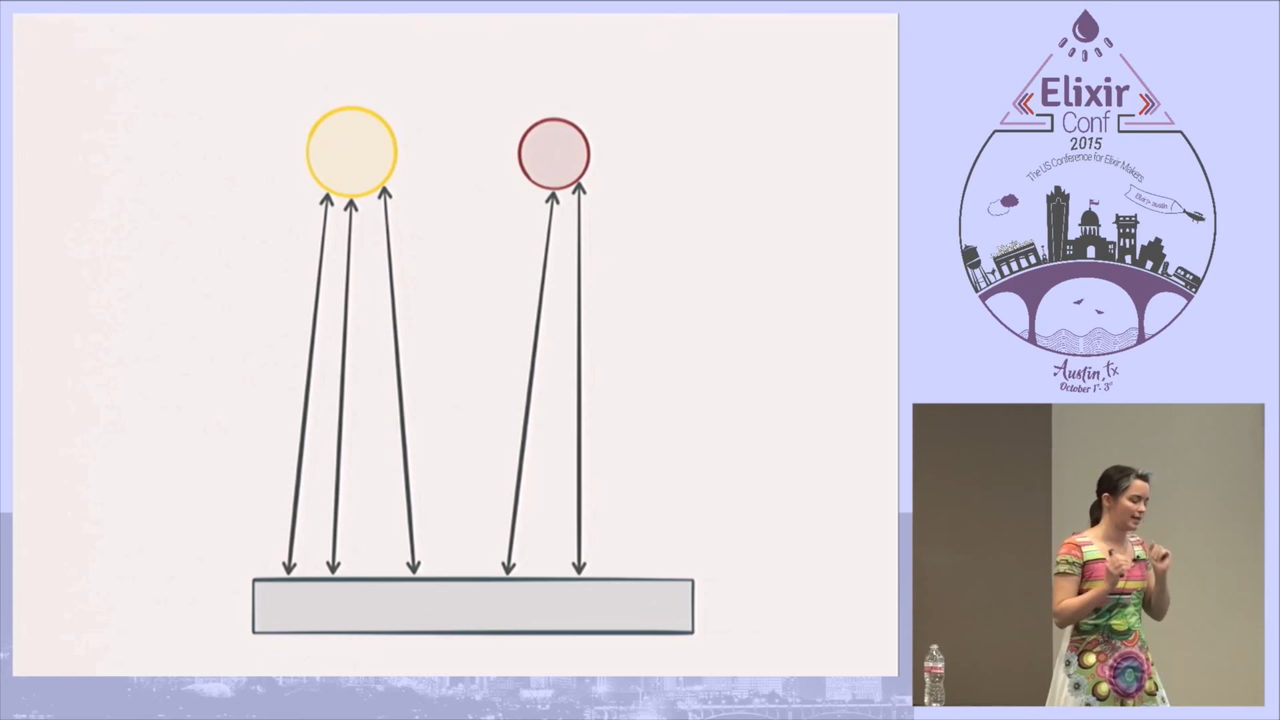 Elixir
Conf
2015
The US Conference for Elixir Makers
Austin, Tx
October 1st - 3rd